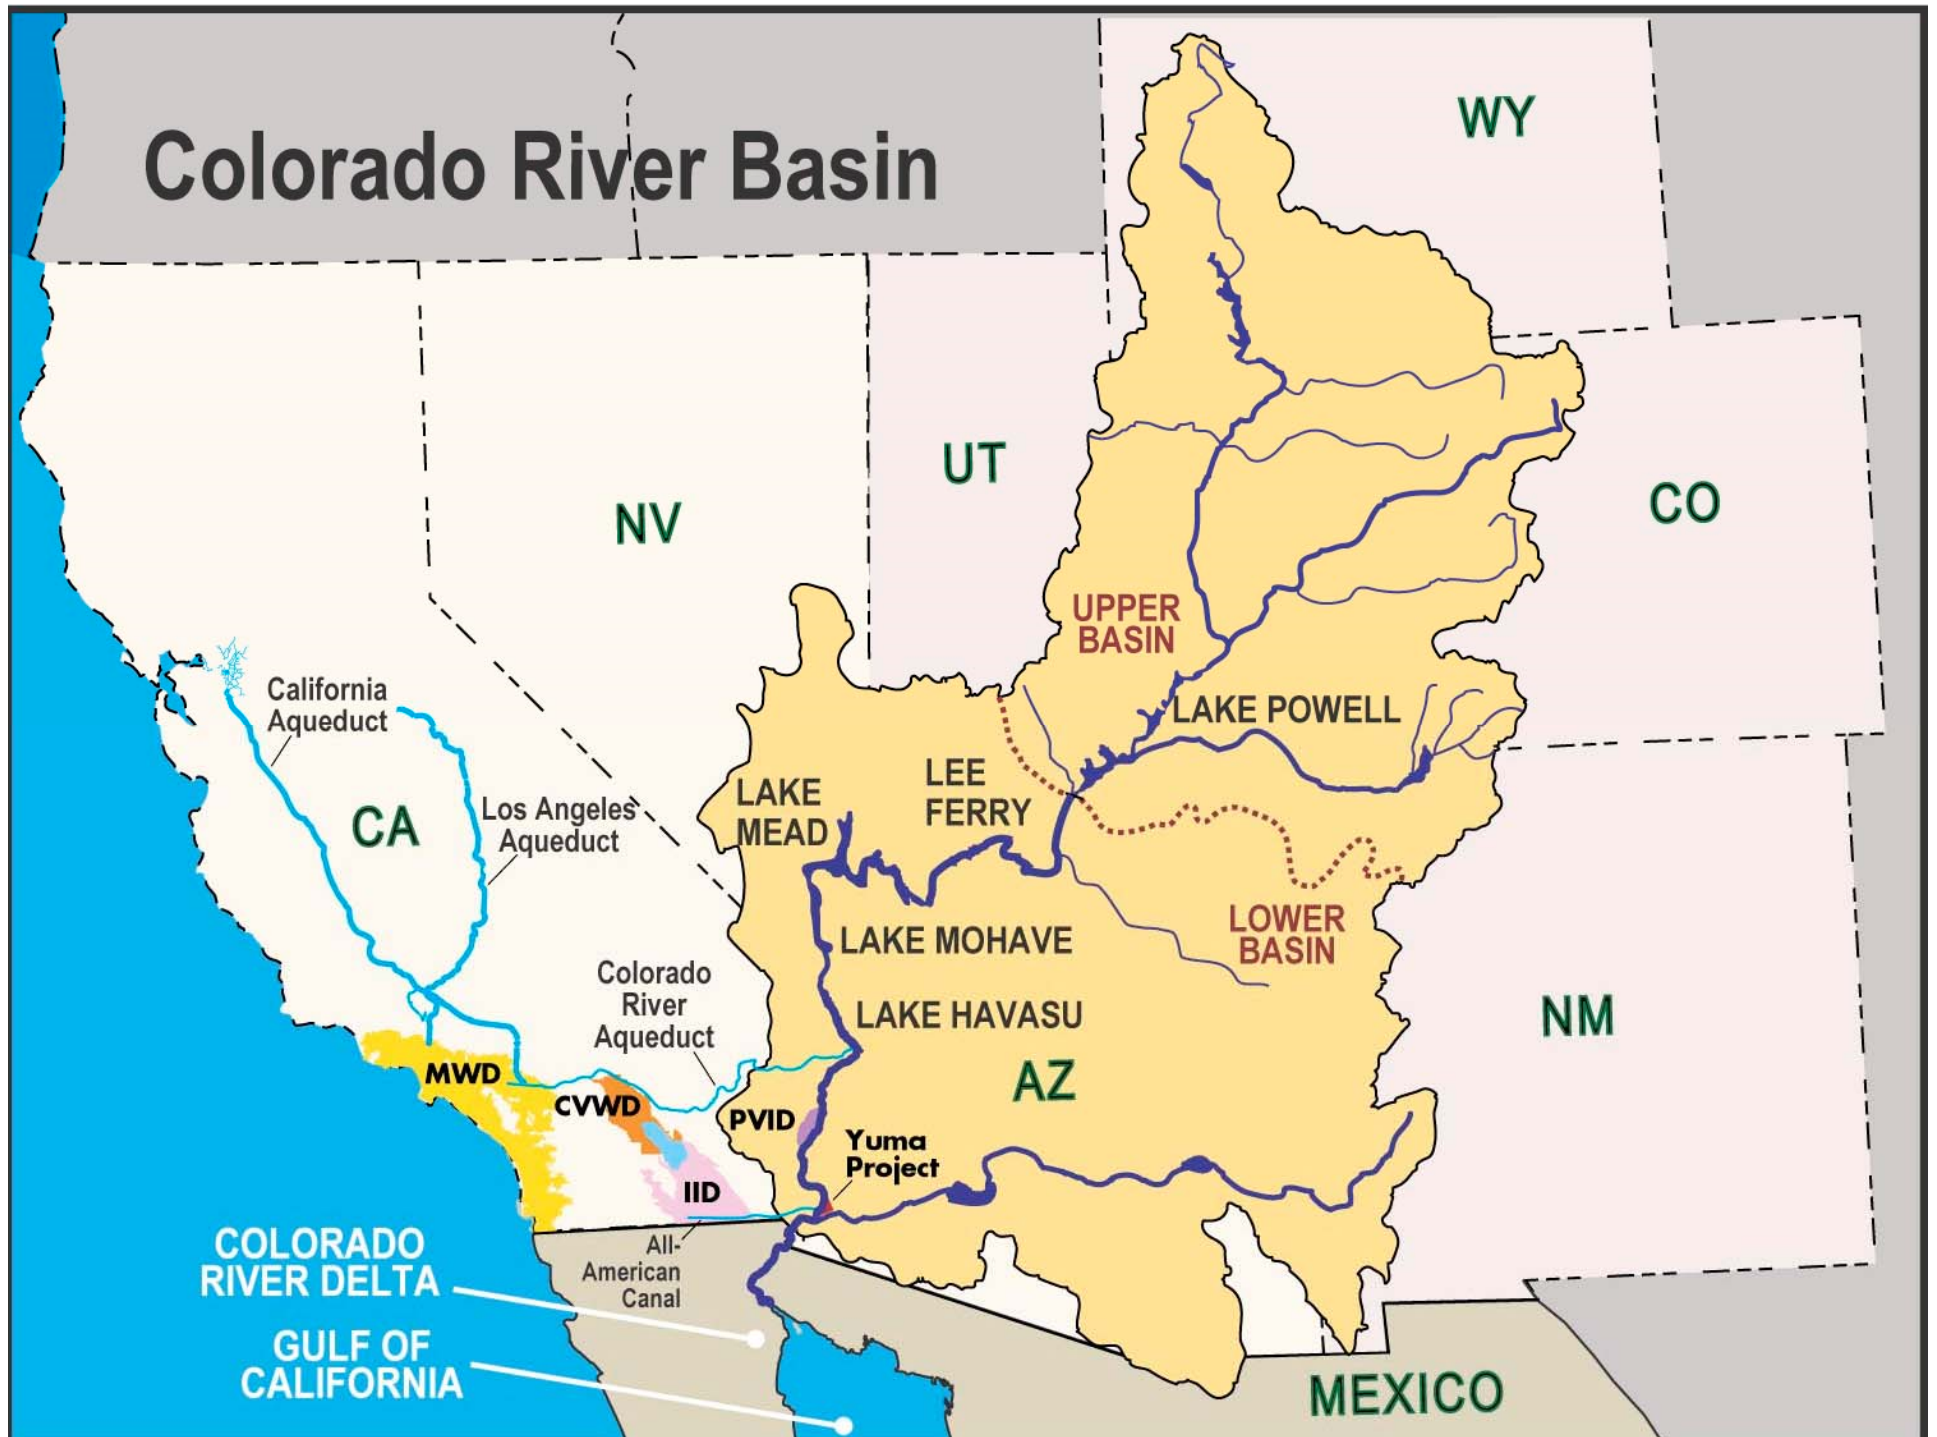 Colorado River Basin
WY
UT
NV
CO
UPPER
BASIN
California
Aqueduct
LAKE POWELL
LEE
FERRY
LAKE
MEAD
Los Angeles
Aqueduct
CA
LOWER
BASIN
LAKE MOHAVE
Colorado
River
Aqueduct
LAKE HAVASU
NM
AZ
MWD
CVWD
PVID
Yuma
Project
IID
All-
American
Canal
COLORADO
RIVER DELTA
GULF OF
CALIFORNIA
MEXICO